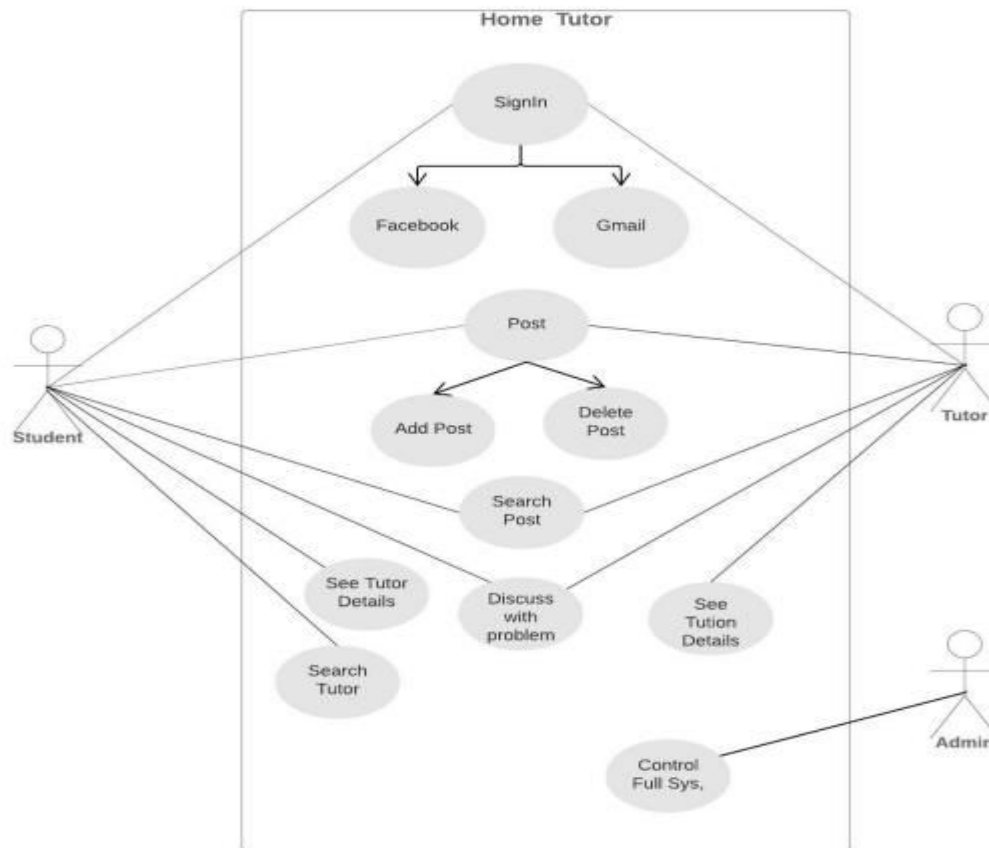 Home Tutor
SignIn
Facebook
Gmail
Post
Add Post
Delete
Post
Student
Tutor
Search
Post
See Tutor
Details
Discuss
with
problem
See
Tution
Details
Search
Tutor
Admin
Control
Full Sys,